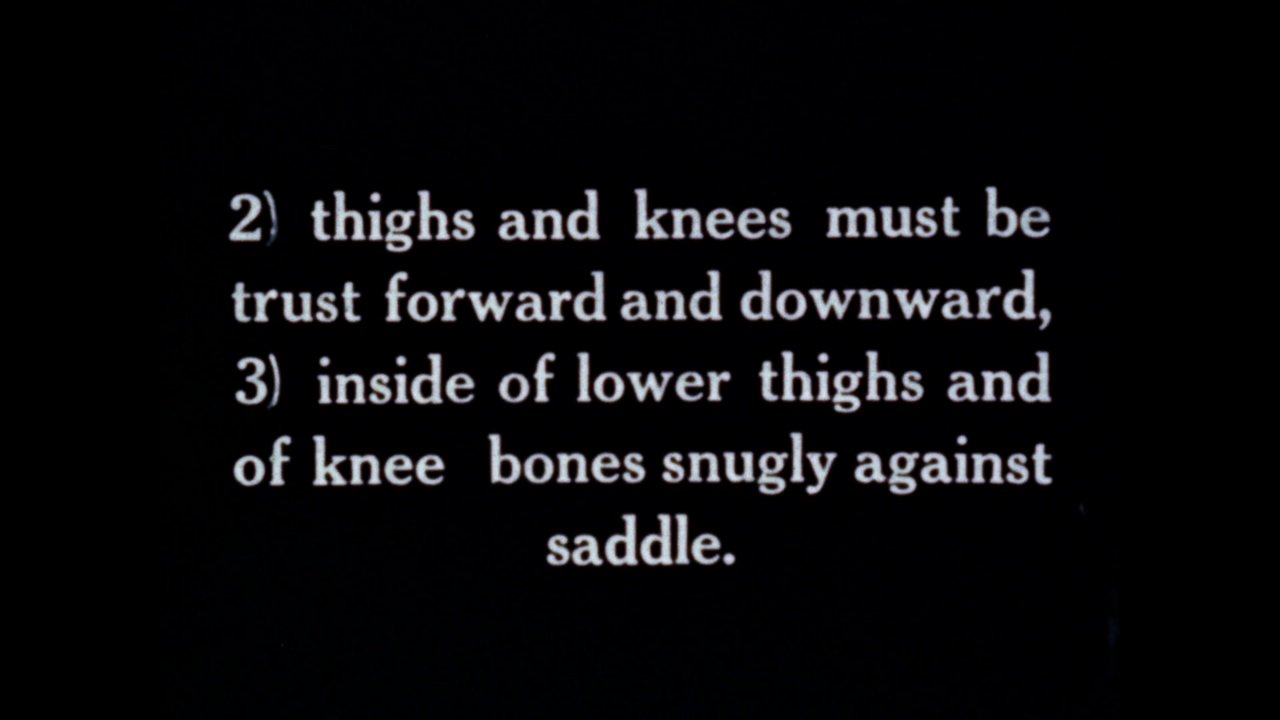 2) thighs and knees must be
trust forward and downward,
3) inside of lower thighs and
of knee bones snugly against
saddle.